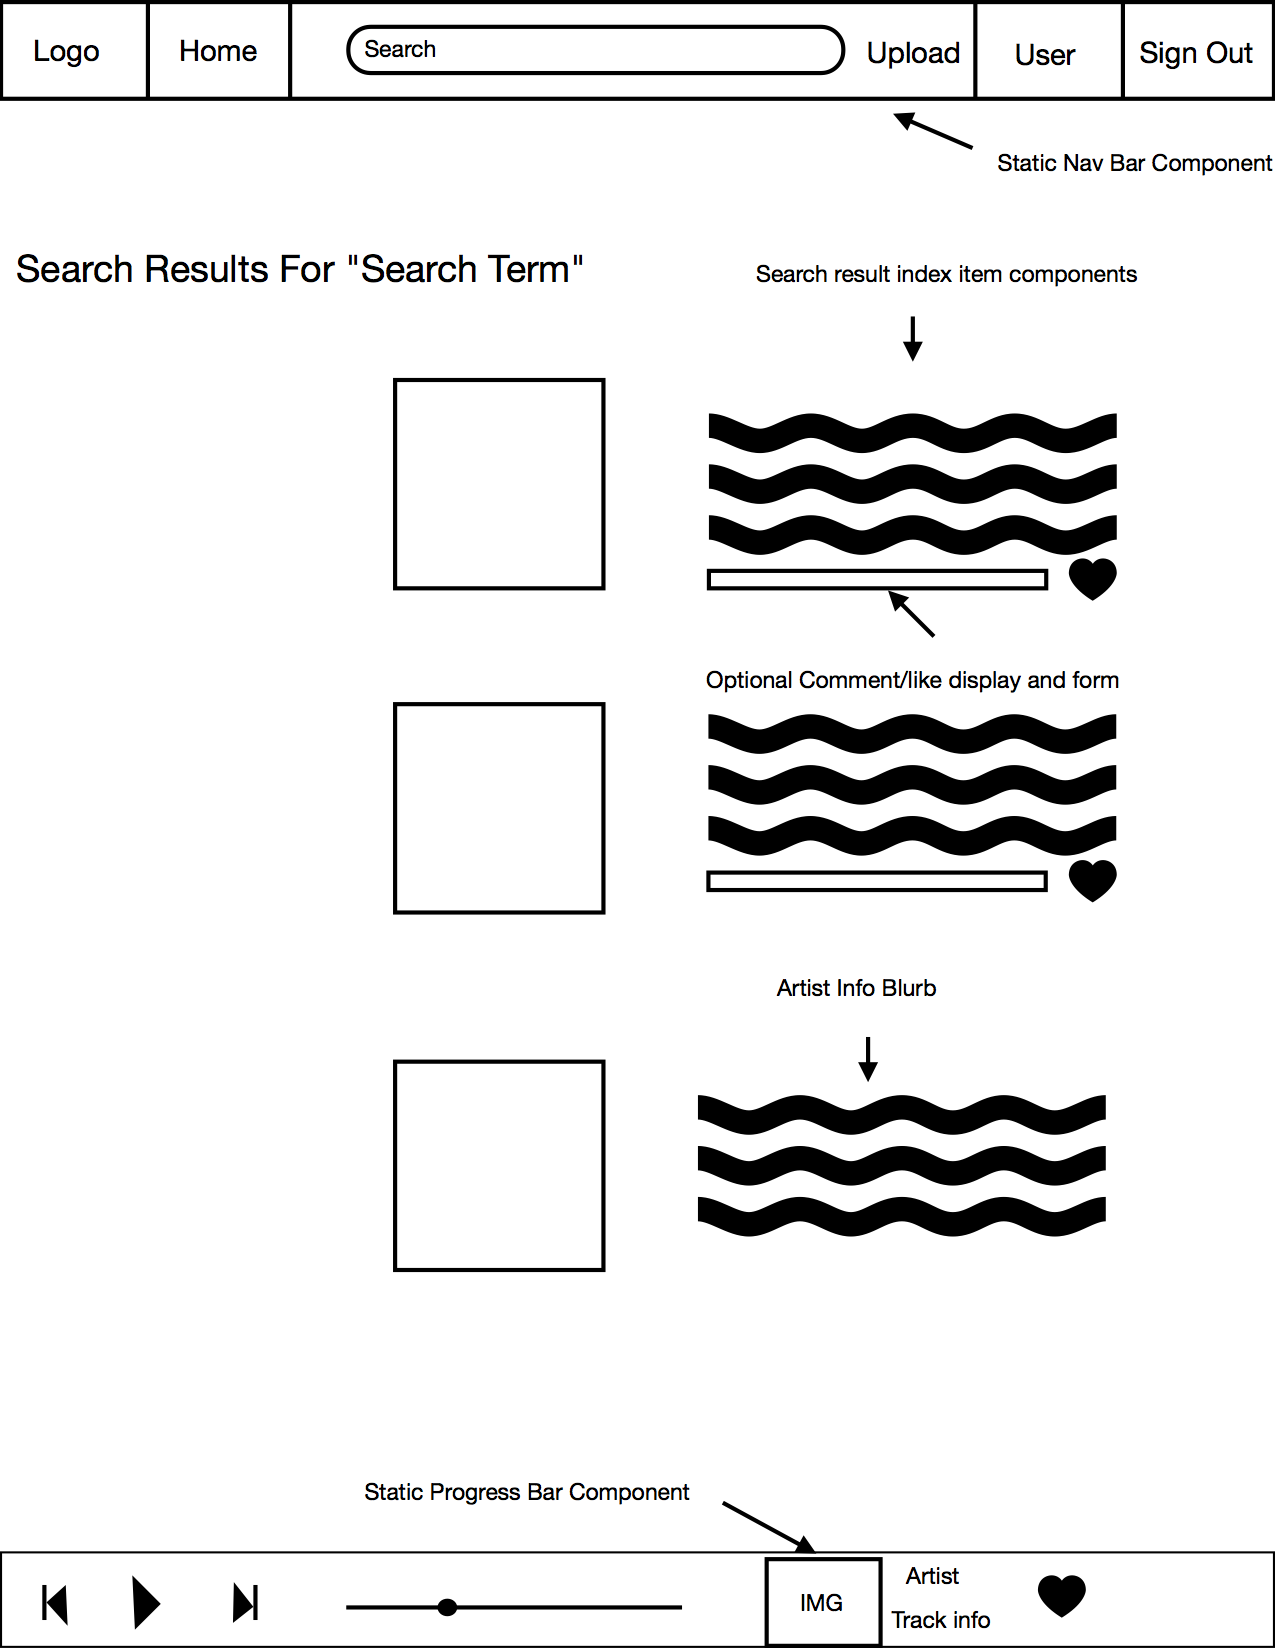 Logo
Home
Search
Upload
User
Sign Out
Static Nav Bar Component
Search Results For "Search Term"
Search result index item components
Optional Comment/like display and form
Artist Info Blurb
Static Progress Bar Component
IMG
Artist
Track info